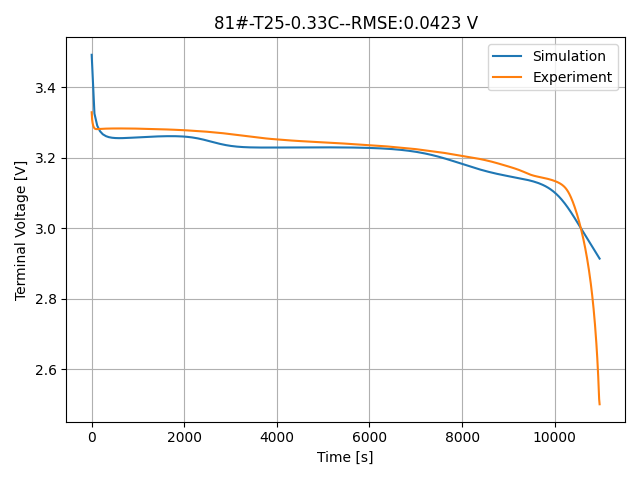 81#-T25-0.33C--RMSE:0.0423 V
Simulation
Experiment
Terminal Voltage [V]
3.4
3.2
3.0
2.8
2.6
0 2000 4000 6000 8000 10000
Time [s]